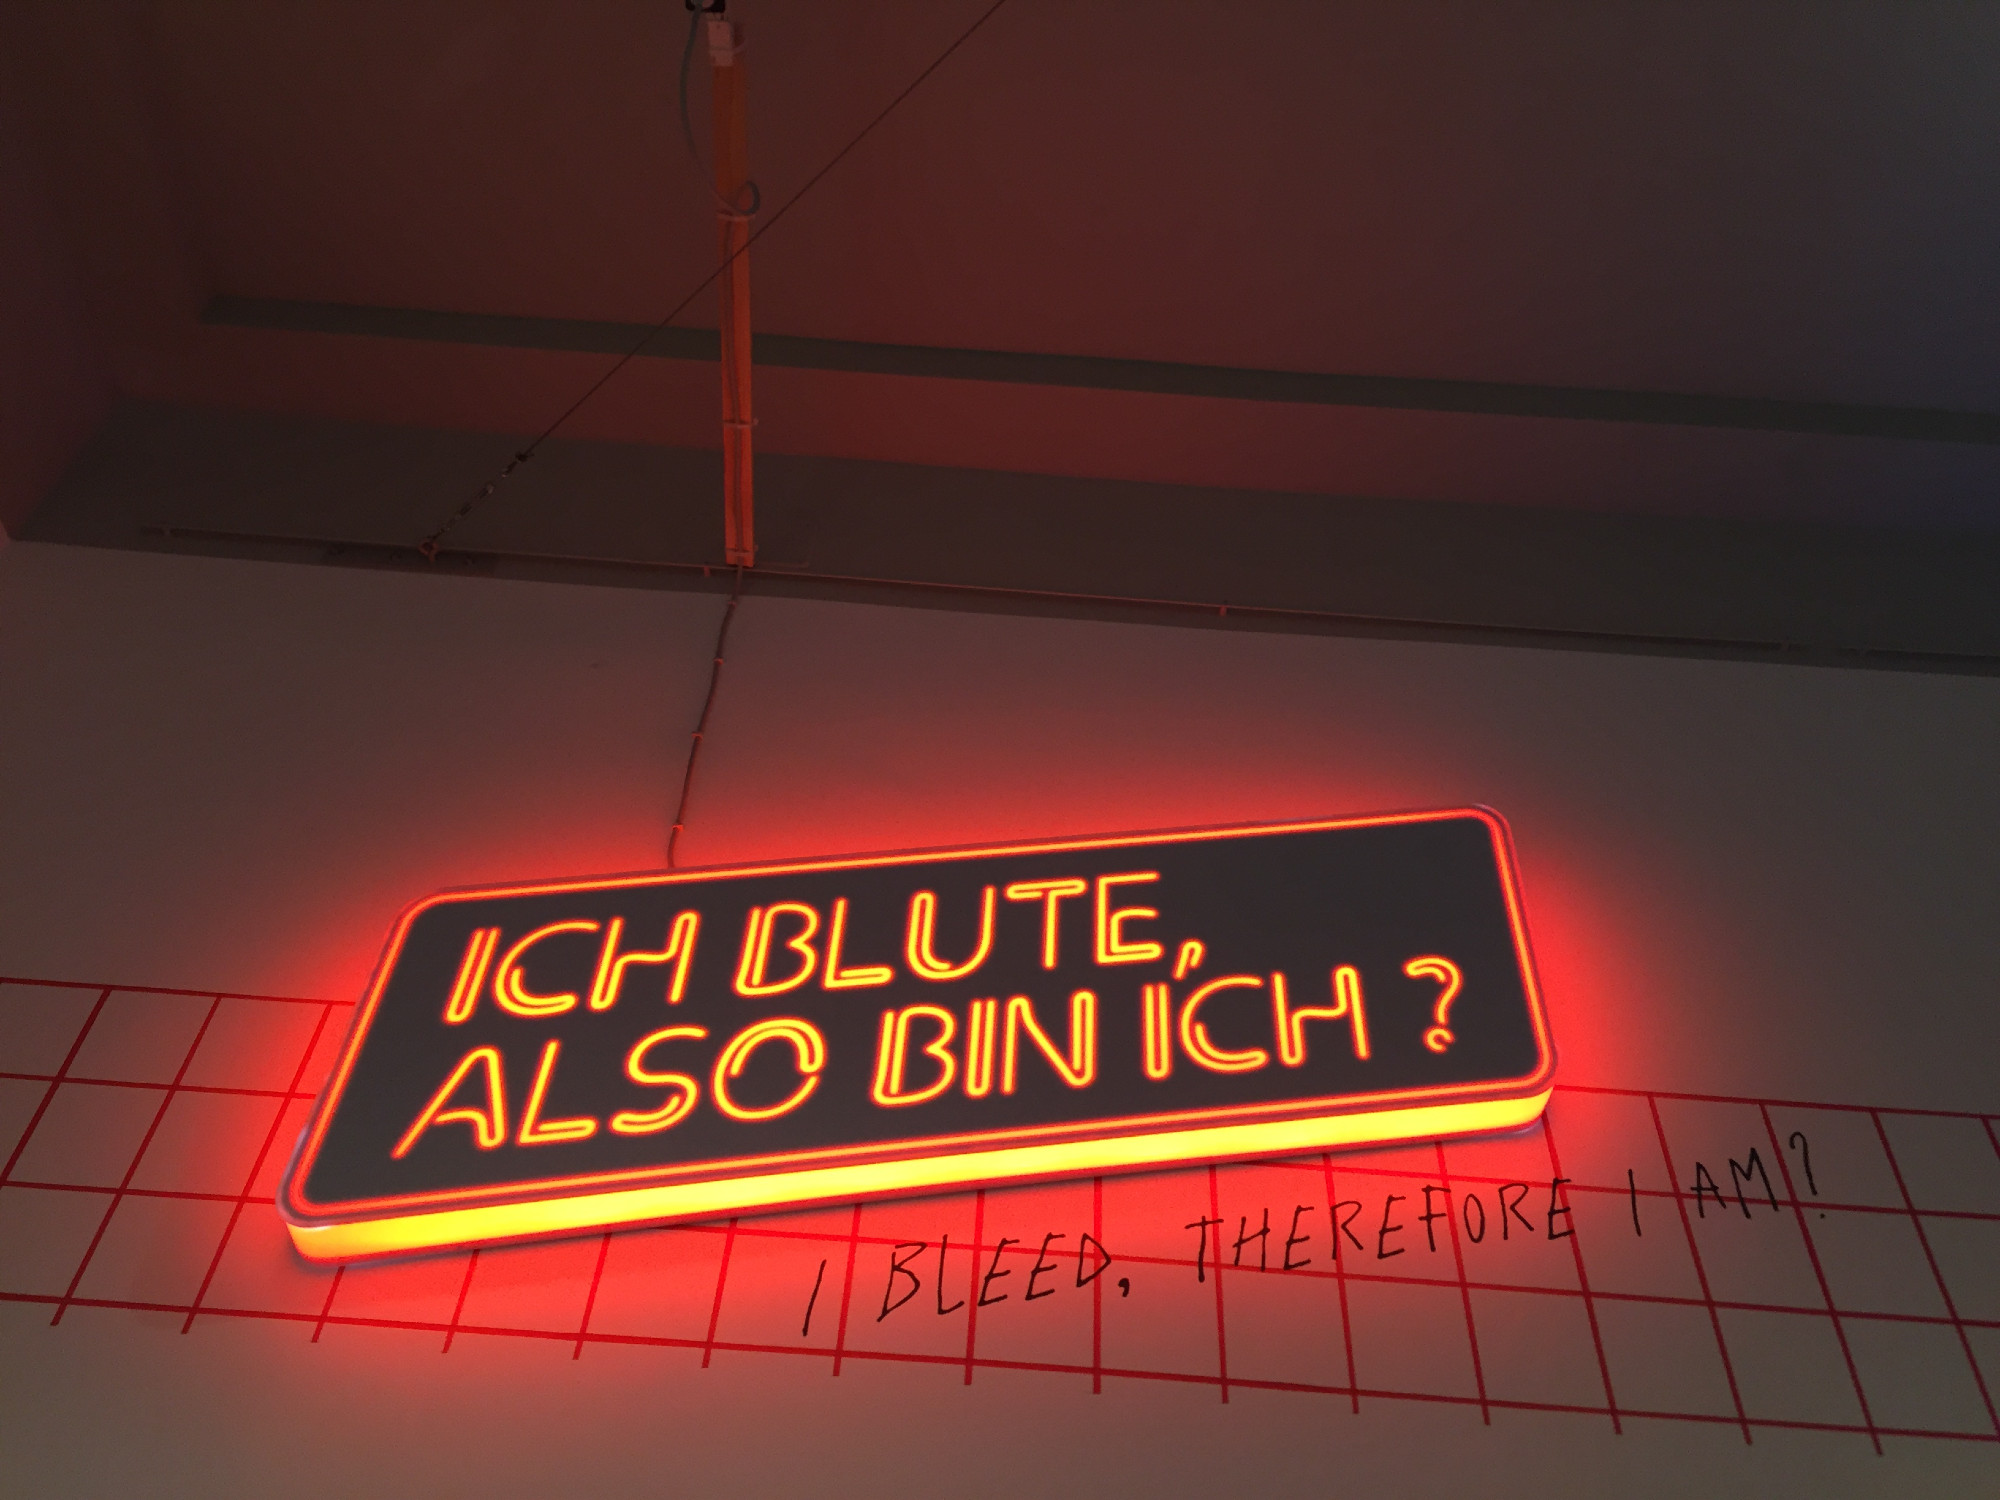 ICH BLUTE,
ALSO BIN ICH ?
I BLEED, THEREFORE I AM?